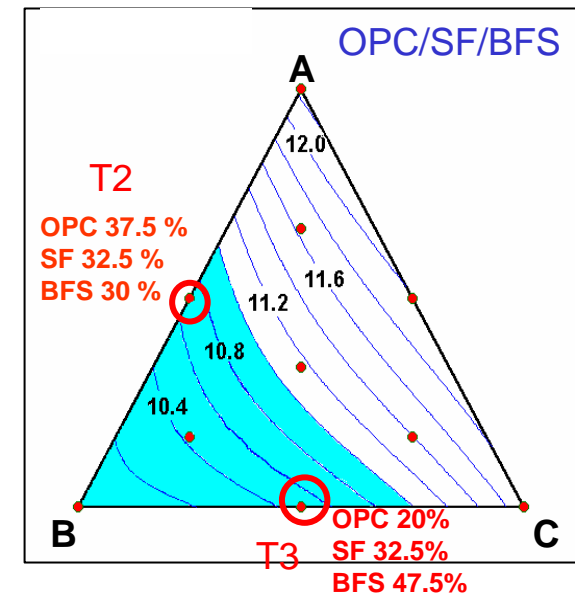 OPC/SF/BFS
A
12.0
T2
OPC 37.5 %
SF 32.5 %
BFS 30 %
11.6
11.2
10.8
10.4
B
C
T3
OPC 20%
SF 32.5%
BFS 47.5%